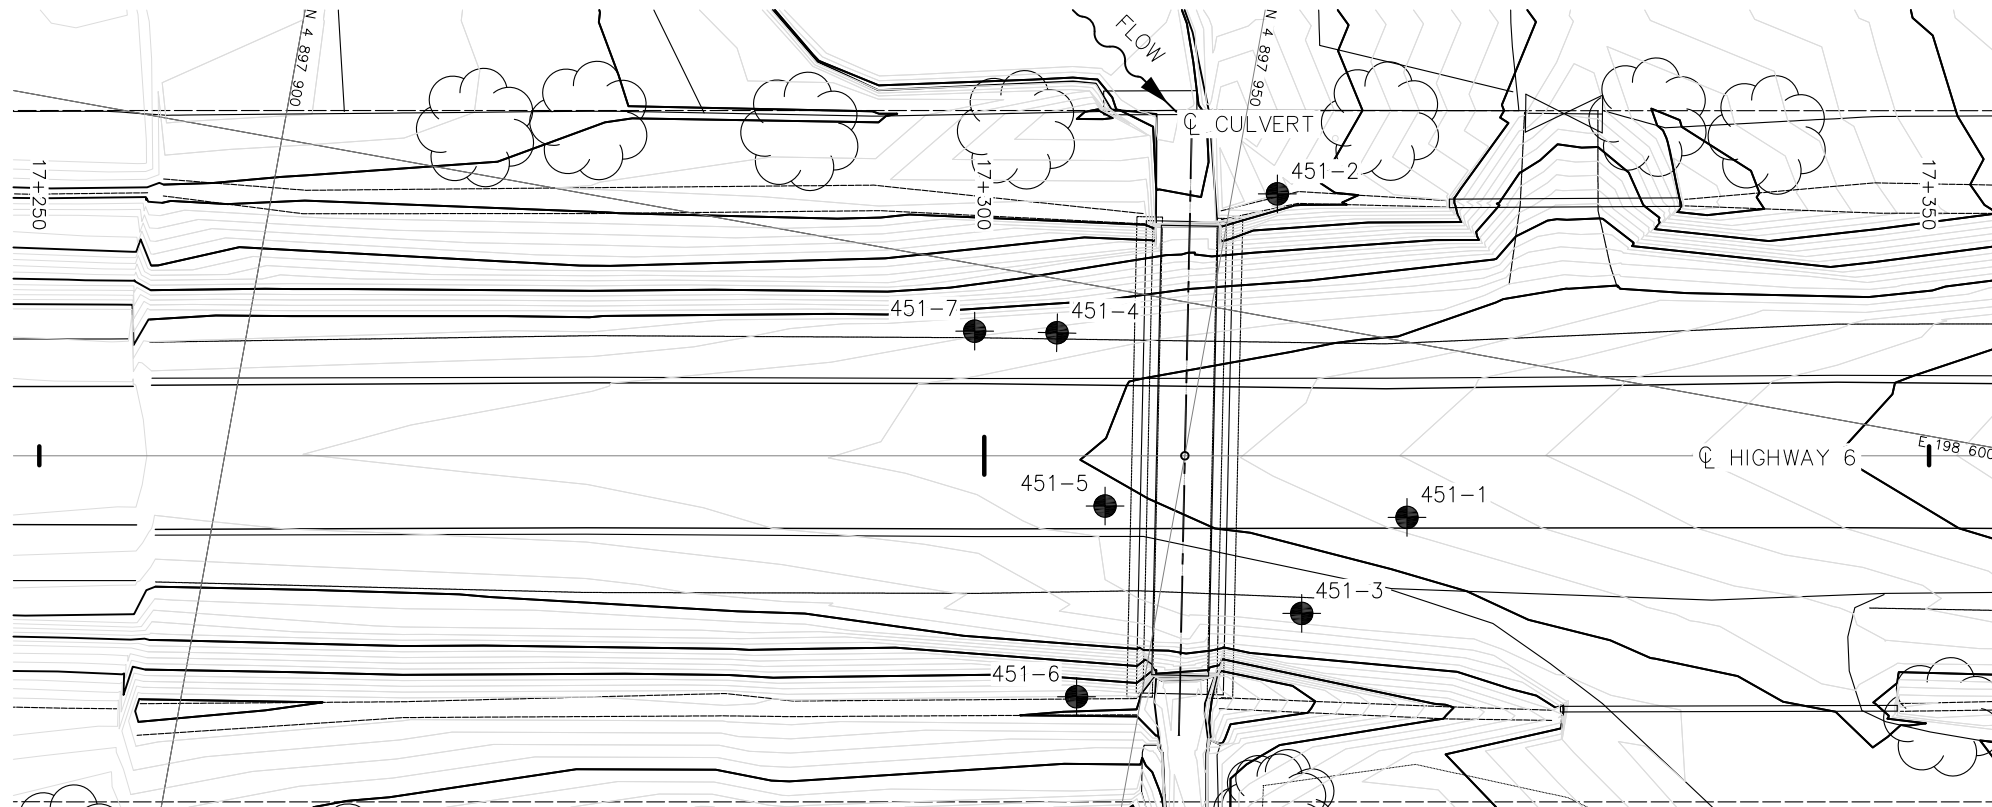 N 4 897 900
FLOW
N 4 897 950
℄ CULVERT
17+250
17+300
451-2
17+350
451-7
451-4
℄ HIGHWAY 6
E 198 600
451-5
451-1
451-3
451-6